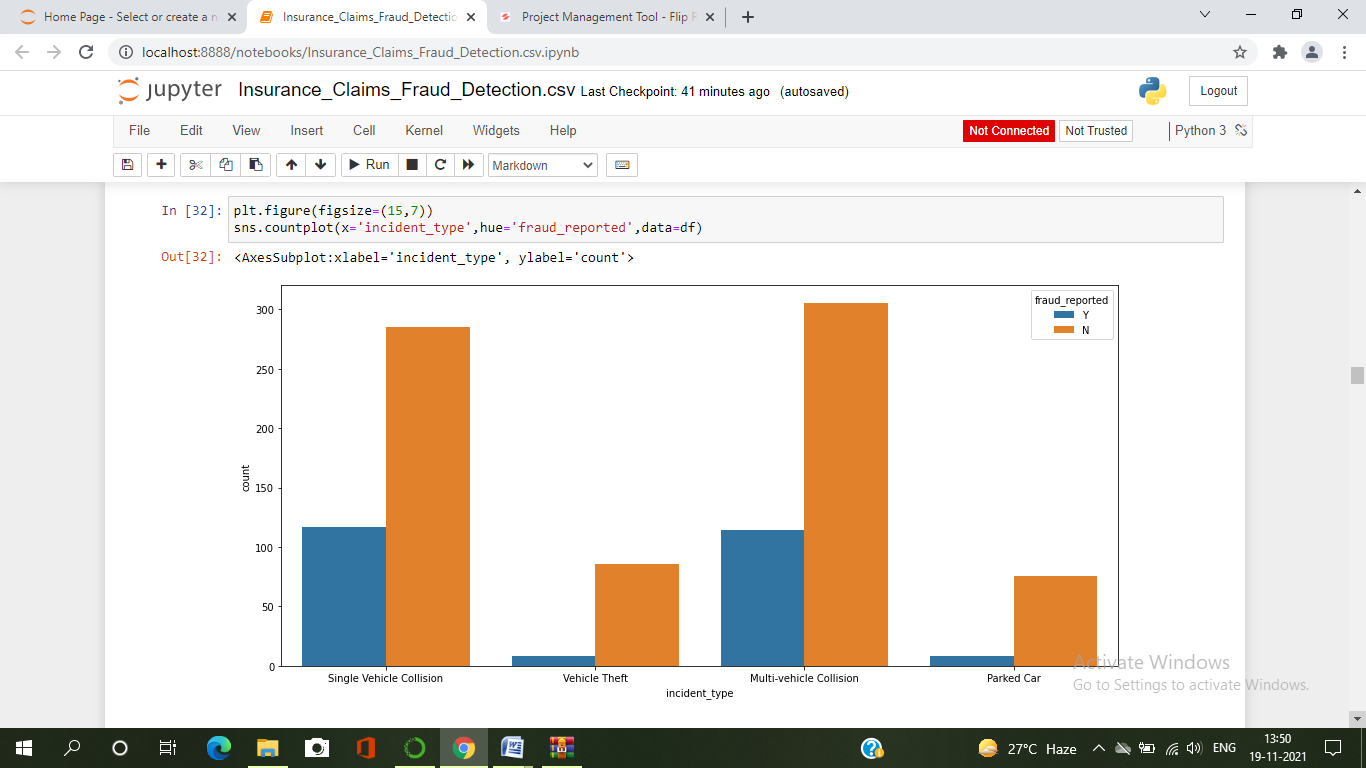 Home Page - Select or create a n
Insurance_Claims_Fraud_Detectio
Project Management Tool - Flip R
localhost:8888/notebooks/Insurance_Claims_Fraud_Detection.csv.ipynb
jupyter Insurance_Claims_Fraud_Detection.csv Last Checkpoint: 41 minutes ago (autosaved)
Logout
File Edit View Insert Cell Kernel Widgets Help
Not Connected Not Trusted Python 3
Run Markdown
In [32]: plt.figure(figsize=(15,7))
sns.countplot(x='incident_type',hue='fraud_reported',data=df)
Out[32]: <AxesSubplot:xlabel='incident_type', ylabel='count'>
fraud_reported
Y
N
300
250
200
150
100
50
0
count
Single Vehicle Collision Vehicle Theft Multi-vehicle Collision Parked Car
incident_type
Activate Windows
Go to Settings to activate Windows.
27°C Haze
ENG
13:50
19-11-2021